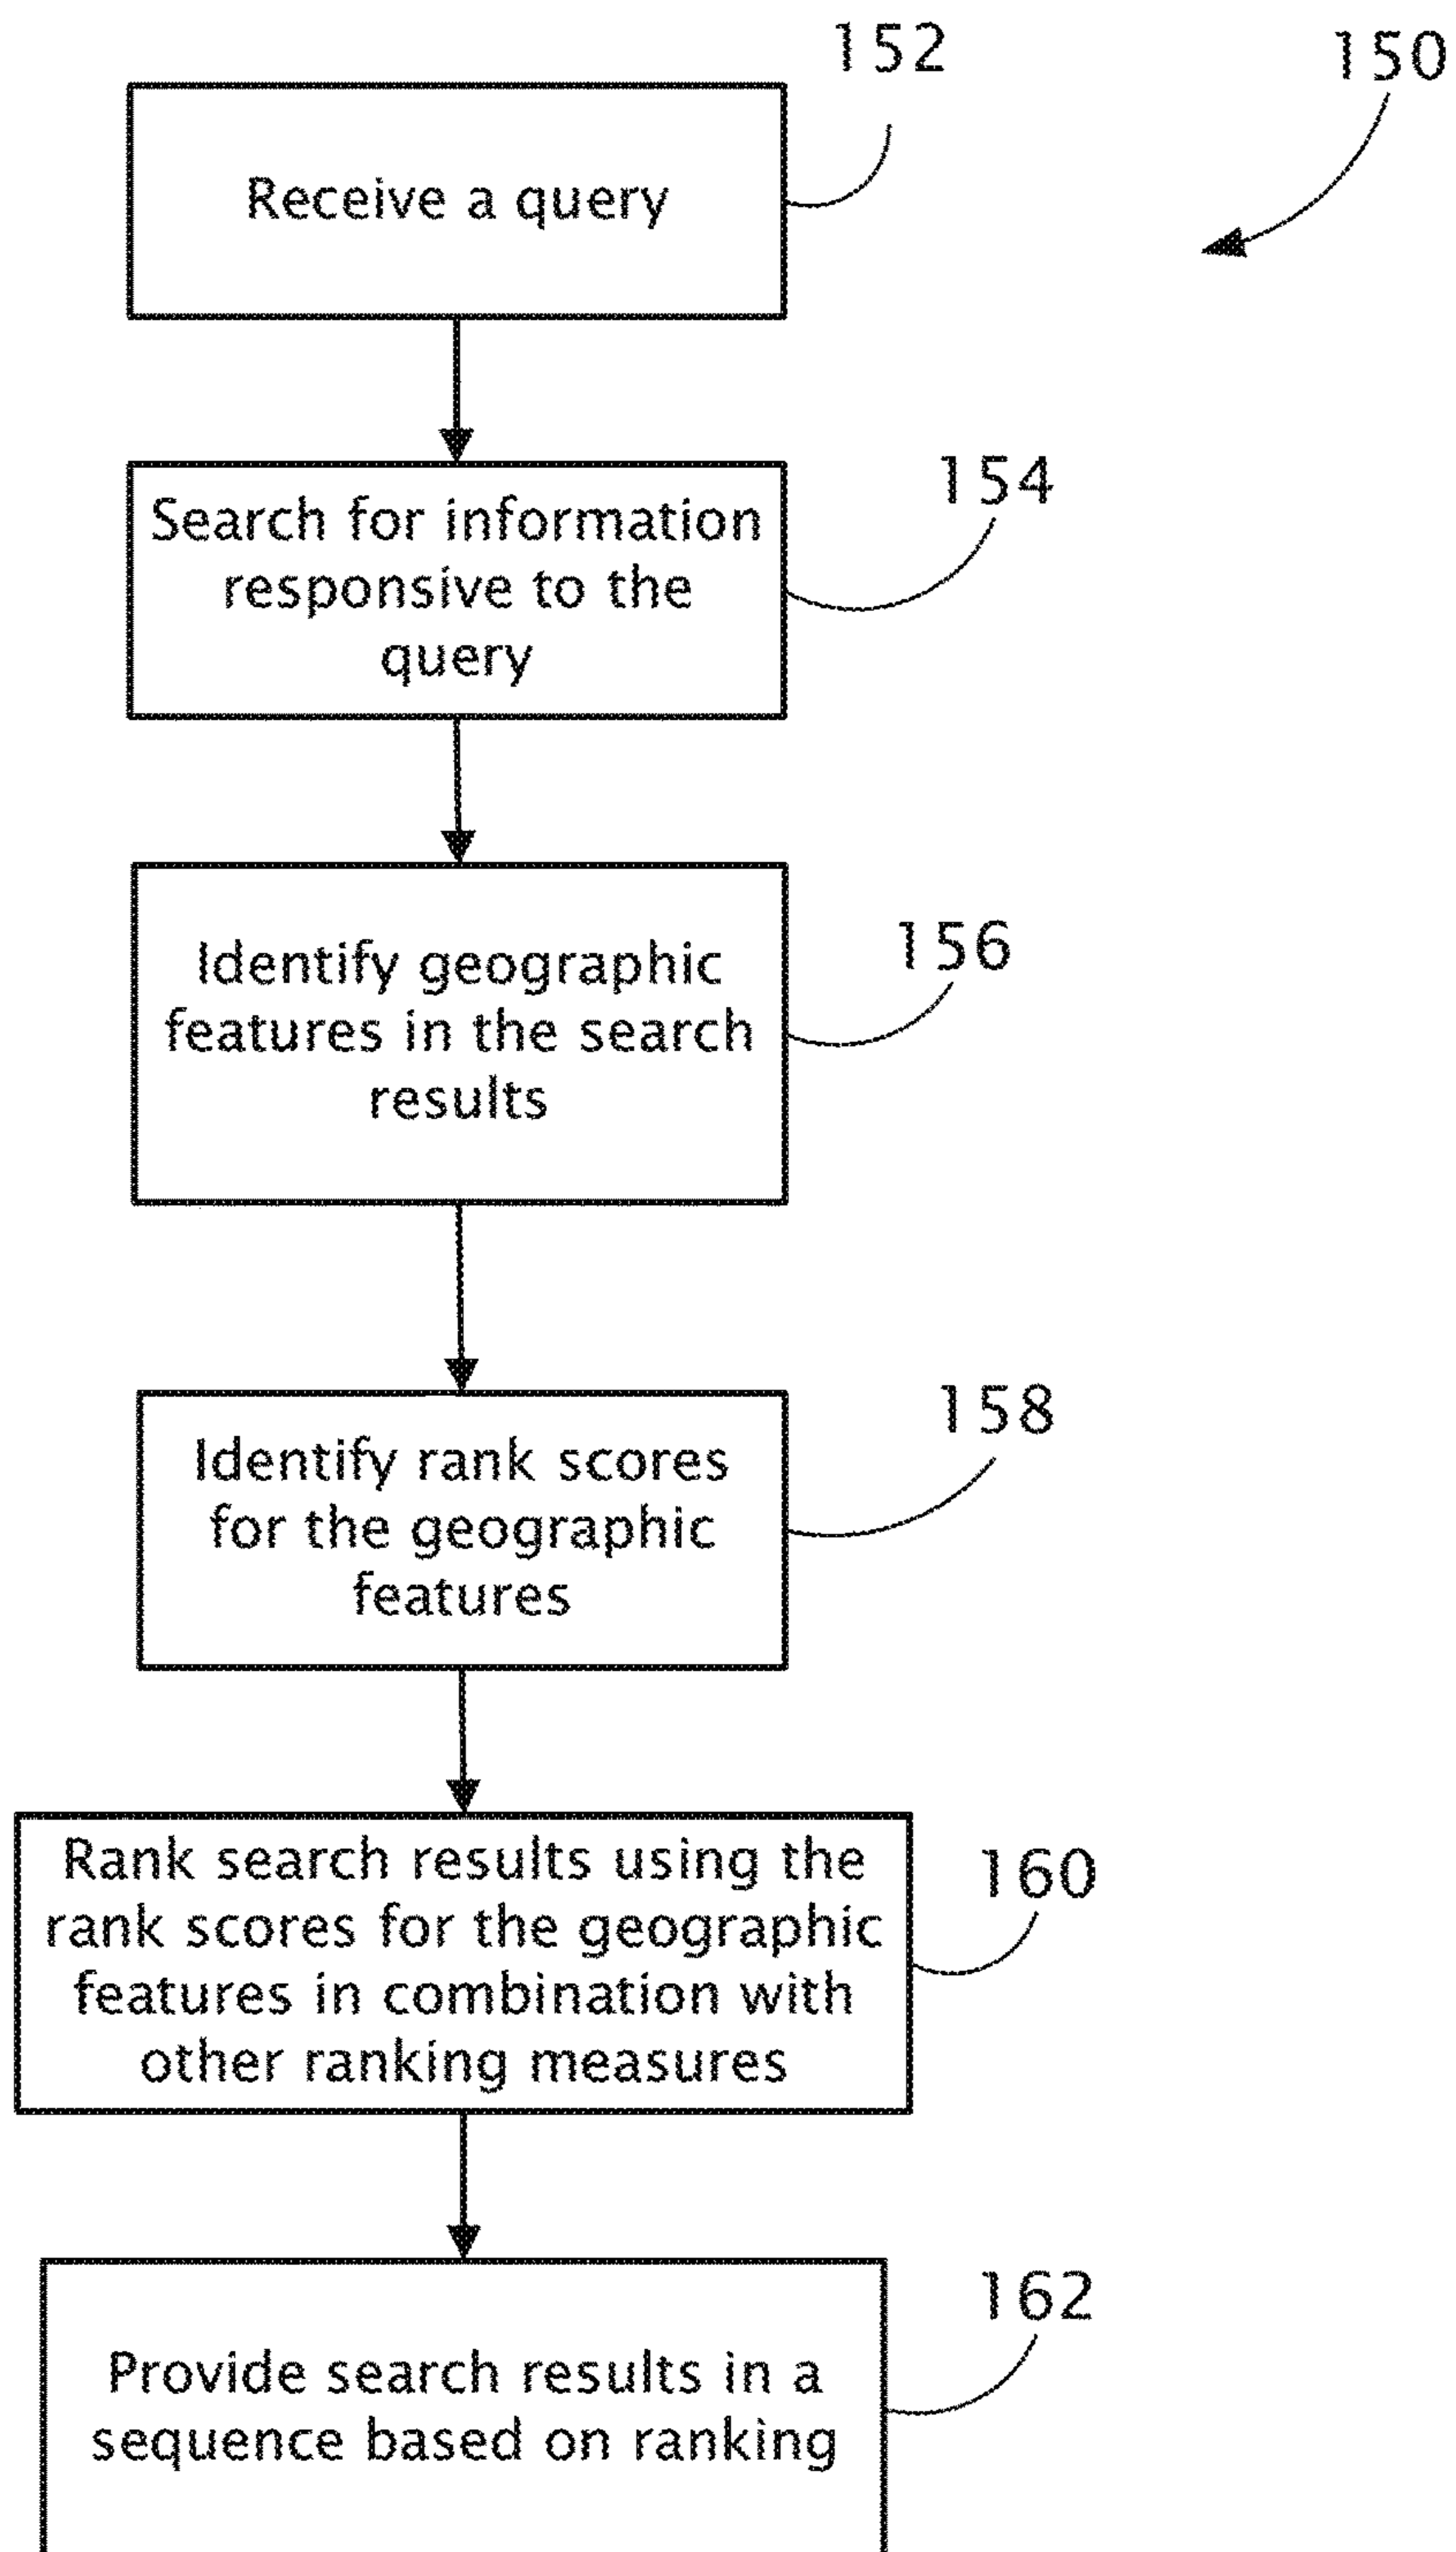 152
150
Receive a query
154
Search for information
responsive to the
query
156
Identify geographic
features in the search
results
158
Identify rank scores
for the geographic
features
160
Rank search results using the
rank scores for the geographic
features in combination with
other ranking measures
162
Provide search results in a
sequence based on ranking